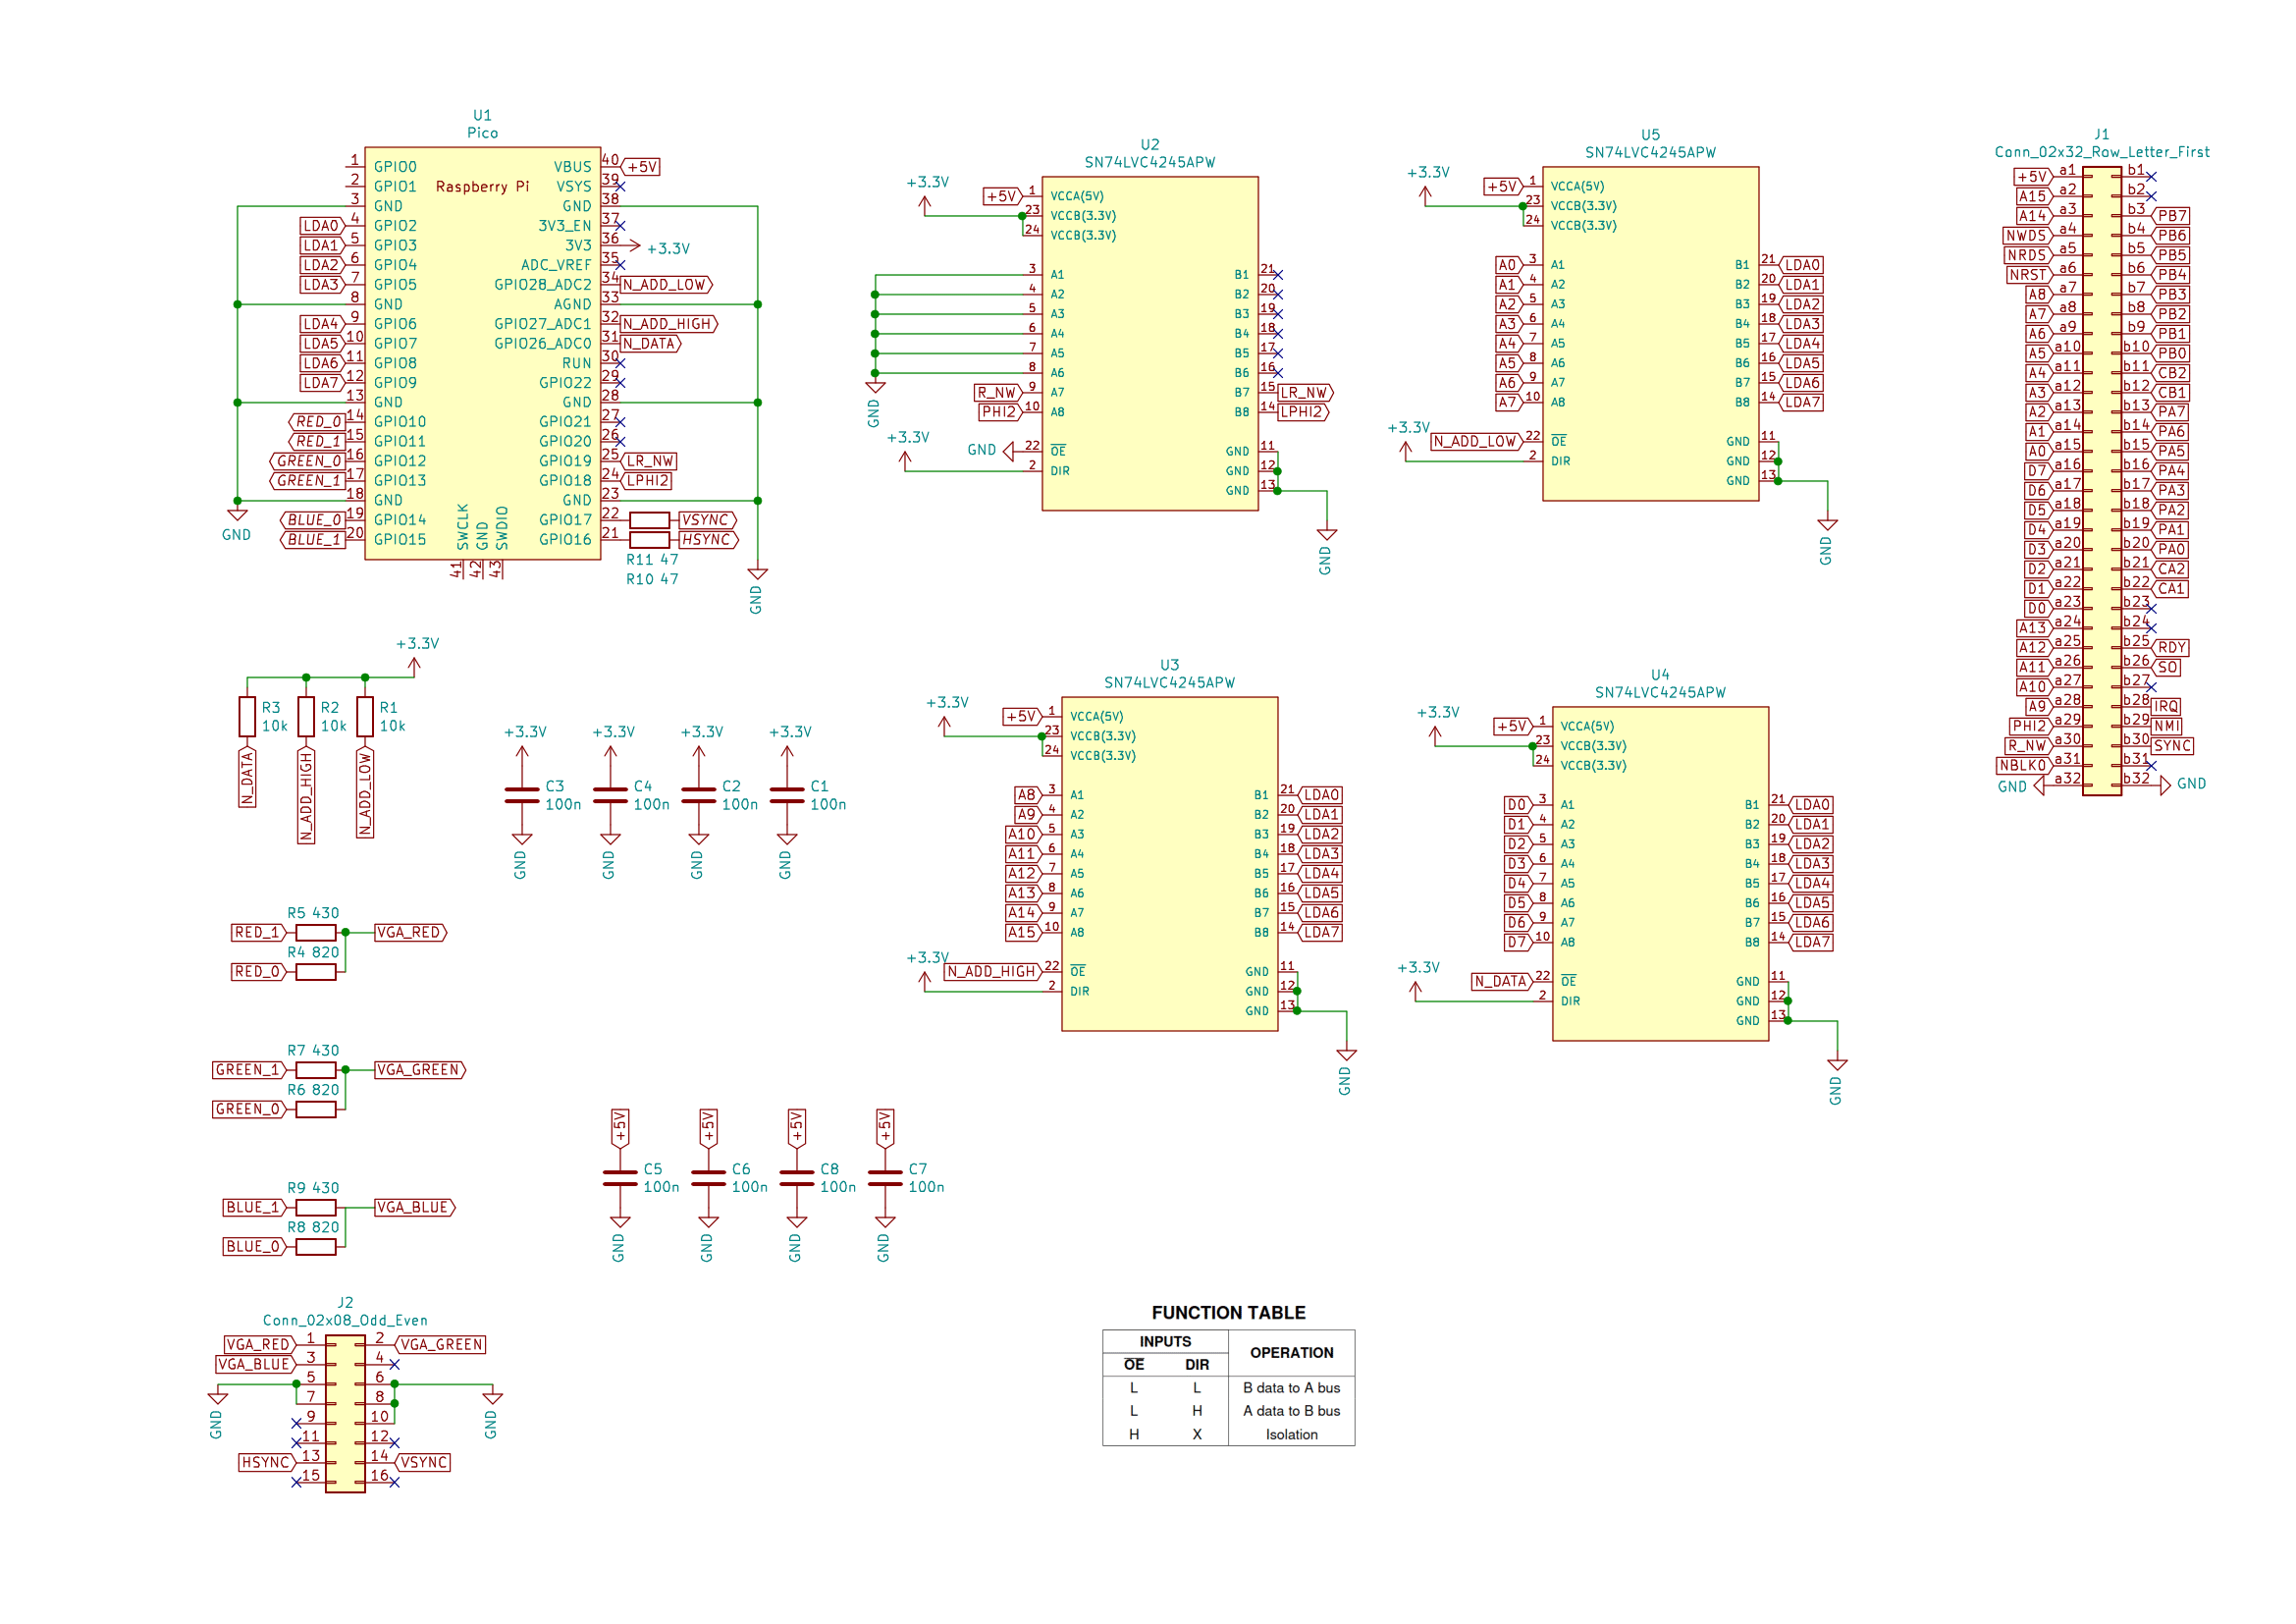 U1
Pico
Raspberry Pi
1 GPIO0
2 GPIO1
3 GND
LDA0 4 GPIO2
LDA1 5 GPIO3
LDA2 6 GPIO4
LDA3 7 GPIO5
8 GND
LDA4 9 GPIO6
LDA5 10 GPIO7
LDA6 11 GPIO8
LDA7 12 GPIO9
13 GND
RED_0 14 GPIO10
RED_1 15 GPIO11
GREEN_0 16 GPIO12
GREEN_1 17 GPIO13
18 GND
BLUE_0 19 GPIO14
BLUE_1 20 GPIO15
GND
VBUS 40 +5V
VSYS 39
GND 38
3V3_EN 37
3V3 36 +3.3V
ADC_VREF 35
GPIO28_ADC2 34 N_ADD_LOW
AGND 33
GPIO27_ADC1 32 N_ADD_HIGH
GPIO26_ADC0 31 N_DATA
RUN 30
GPIO22 29
GND 28
GPIO21 27
GPIO20 26
GPIO19 25 LR_NW
GPIO18 24 LPHI2
GND 23
GPIO17 22 VSYNC
GPIO16 21 HSYNC
SWCLK 41
GND 42
SWDIO 43
R11 47
R10 47
GND
U2
SN74LVC4245APW
+3.3V
+5V 1 VCCA(5V)
23 VCCB(3.3V)
24 VCCB(3.3V)
3 A1 B1 21
4 A2 B2 20
5 A3 B3 19
6 A4 B4 18
7 A5 B5 17
8 A6 B6 16
R_NW 9 A7 B7 15 LR_NW
PHI2 10 A8 B8 14 LPHI2
GND
+3.3V
GND 22 OE GND 11
2 DIR GND 12
GND 13
GND
U5
SN74LVC4245APW
+3.3V
+5V 1 VCCA(5V)
23 VCCB(3.3V)
24 VCCB(3.3V)
A0 3 A1 B1 21 LDA0
A1 4 A2 B2 20 LDA1
A2 5 A3 B3 19 LDA2
A3 6 A4 B4 18 LDA3
A4 7 A5 B5 17 LDA4
A5 8 A6 B6 16 LDA5
A6 9 A7 B7 15 LDA6
A7 10 A8 B8 14 LDA7
+3.3V
N_ADD_LOW 22 OE GND 11
2 DIR GND 12
GND 13
GND
J1
Conn_02x32_Row_Letter_First
+5V a1 b1
A15 a2 b2
A14 a3 b3 PB7
NWDS a4 b4 PB6
NRDS a5 b5 PB5
NRST a6 b6 PB4
A8 a7 b7 PB3
A7 a8 b8 PB2
A6 a9 b9 PB1
A5 a10 b10 PB0
A4 a11 b11 CB2
A3 a12 b12 CB1
A2 a13 b13 PA7
A1 a14 b14 PA6
A0 a15 b15 PA5
D7 a16 b16 PA4
D6 a17 b17 PA3
D5 a18 b18 PA2
D4 a19 b19 PA1
D3 a20 b20 PA0
D2 a21 b21 CA2
D1 a22 b22 CA1
D0 a23 b23
A13 a24 b24
A12 a25 b25 RDY
A11 a26 b26 SO
A10 a27 b27
A9 a28 b28 IRQ
PHI2 a29 b29 NMI
R_NW a30 b30 SYNC
NBLK0 a31 b31
GND a32 b32 GND
+3.3V
R3 10k
R2 10k
R1 10k
N_DATA
N_ADD_HIGH
N_ADD_LOW
+3.3V +3.3V +3.3V +3.3V
C3 C4 C2 C1
100n 100n 100n 100n
GND GND GND GND
U3
SN74LVC4245APW
+3.3V
+5V 1 VCCA(5V)
23 VCCB(3.3V)
24 VCCB(3.3V)
A8 3 A1 B1 21 LDA0
A9 4 A2 B2 20 LDA1
A10 5 A3 B3 19 LDA2
A11 6 A4 B4 18 LDA3
A12 7 A5 B5 17 LDA4
A13 8 A6 B6 16 LDA5
A14 9 A7 B7 15 LDA6
A15 10 A8 B8 14 LDA7
+3.3V
N_ADD_HIGH 22 OE GND 11
2 DIR GND 12
GND 13
GND
U4
SN74LVC4245APW
+3.3V
+5V 1 VCCA(5V)
23 VCCB(3.3V)
24 VCCB(3.3V)
D0 3 A1 B1 21 LDA0
D1 4 A2 B2 20 LDA1
D2 5 A3 B3 19 LDA2
D3 6 A4 B4 18 LDA3
D4 7 A5 B5 17 LDA4
D5 8 A6 B6 16 LDA5
D6 9 A7 B7 15 LDA6
D7 10 A8 B8 14 LDA7
+3.3V
N_DATA 22 OE GND 11
2 DIR GND 12
GND 13
GND
R5 430
RED_1 VGA_RED
R4 820
RED_0
R7 430
GREEN_1 VGA_GREEN
R6 820
GREEN_0
R9 430
BLUE_1 VGA_BLUE
R8 820
BLUE_0
+5V +5V +5V +5V
C5 C6 C8 C7
100n 100n 100n 100n
GND GND GND GND
J2
Conn_02x08_Odd_Even
VGA_RED 1 2 VGA_GREEN
VGA_BLUE 3 4
5 6
7 8
9 10
11 12
HSYNC 13 14 VSYNC
15 16
GND GND
FUNCTION TABLE
INPUTS OPERATION
OE DIR
L L B data to A bus
L H A data to B bus
H X Isolation